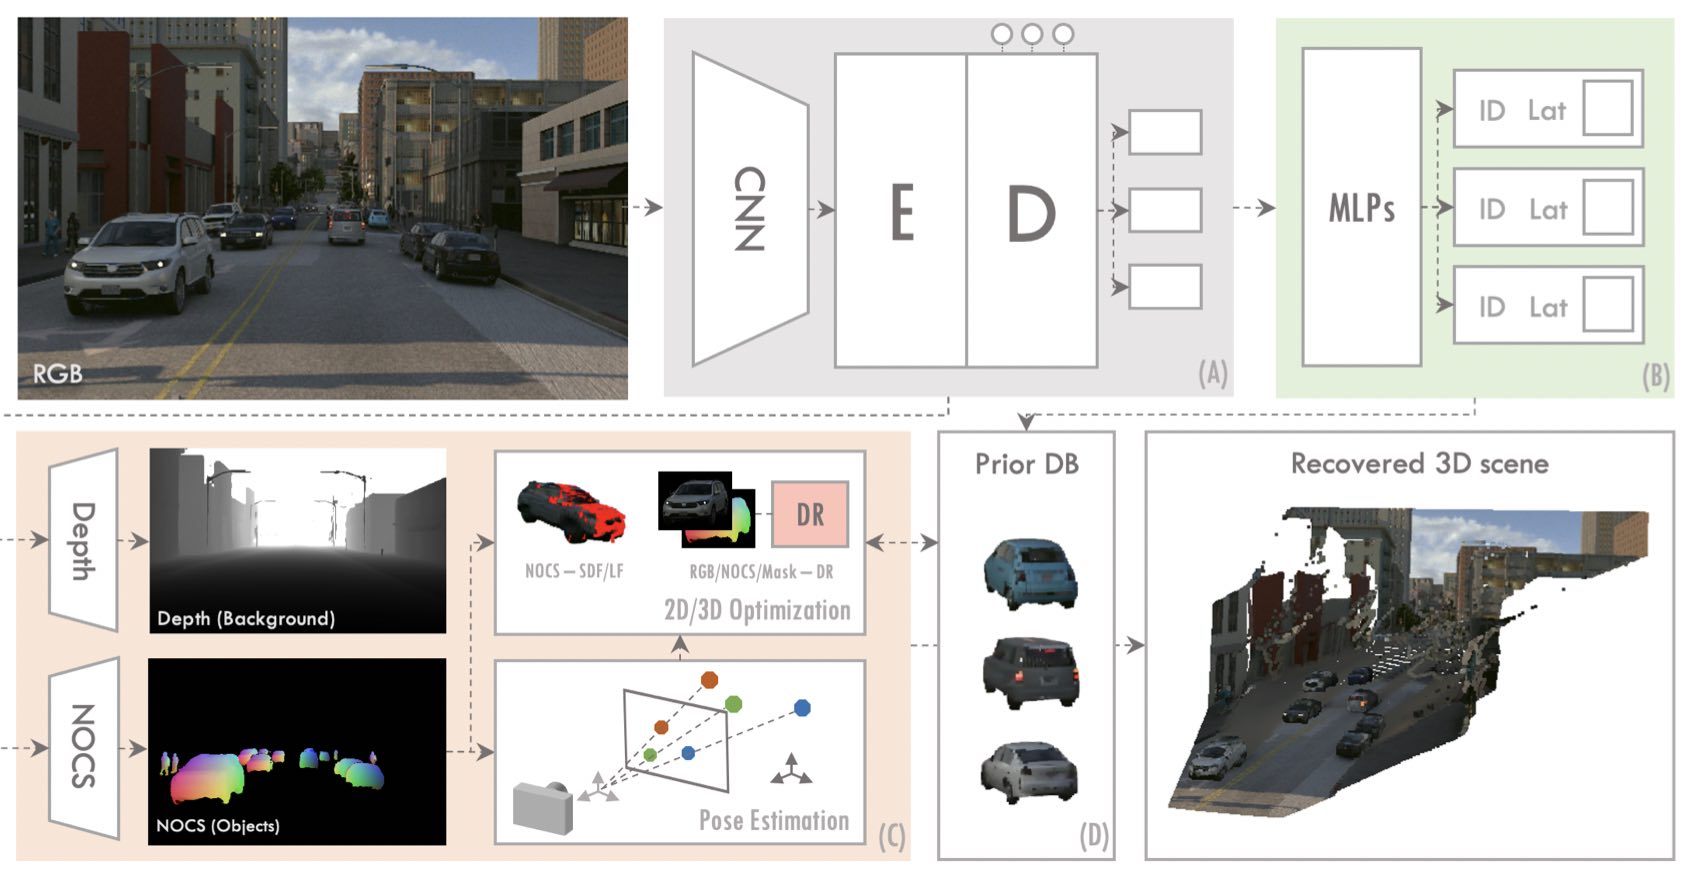 RGB
CNN
E
D
(A)
MLPs
ID Lat
ID Lat
ID Lat
(B)
Depth
Depth (Background)
NOCS
NOCS (Objects)
NOCS – SDF/LF
RGB/NOCS/Mask – DR
DR
2D/3D Optimization
Pose Estimation
(C)
Prior DB
(D)
Recovered 3D scene